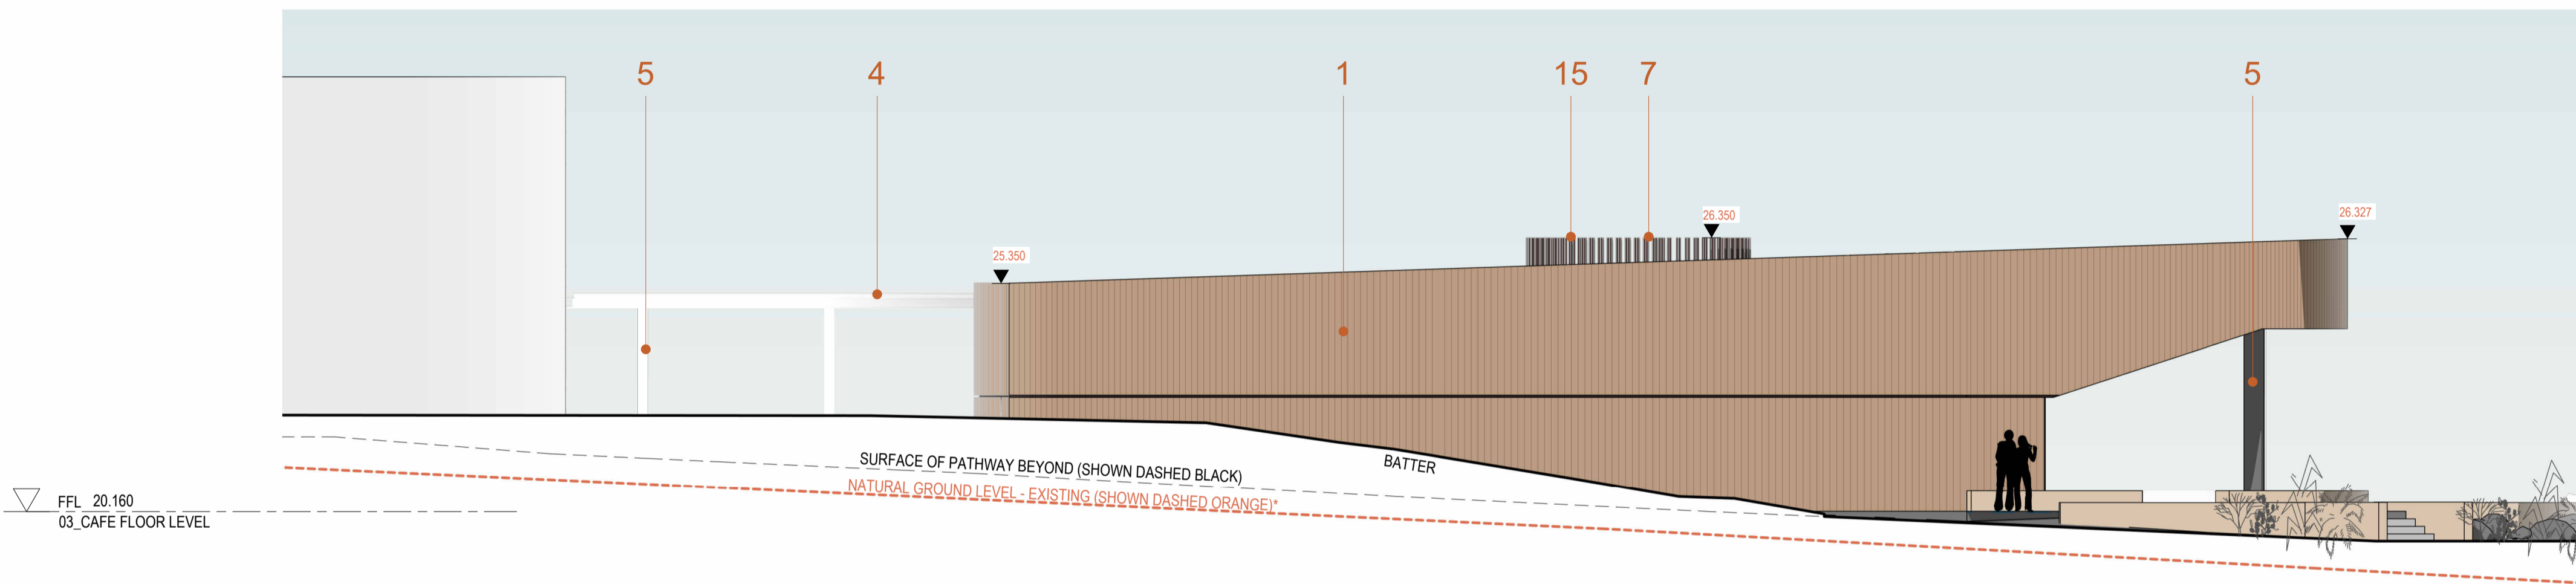 5
4
1
15
7
5
26.350
26.327
25.350
SURFACE OF PATHWAY BEYOND (SHOWN DASHED BLACK)
BATTER
NATURAL GROUND LEVEL - EXISTING (SHOWN DASHED ORANGE)*
FFL 20.160
03_CAFE FLOOR LEVEL